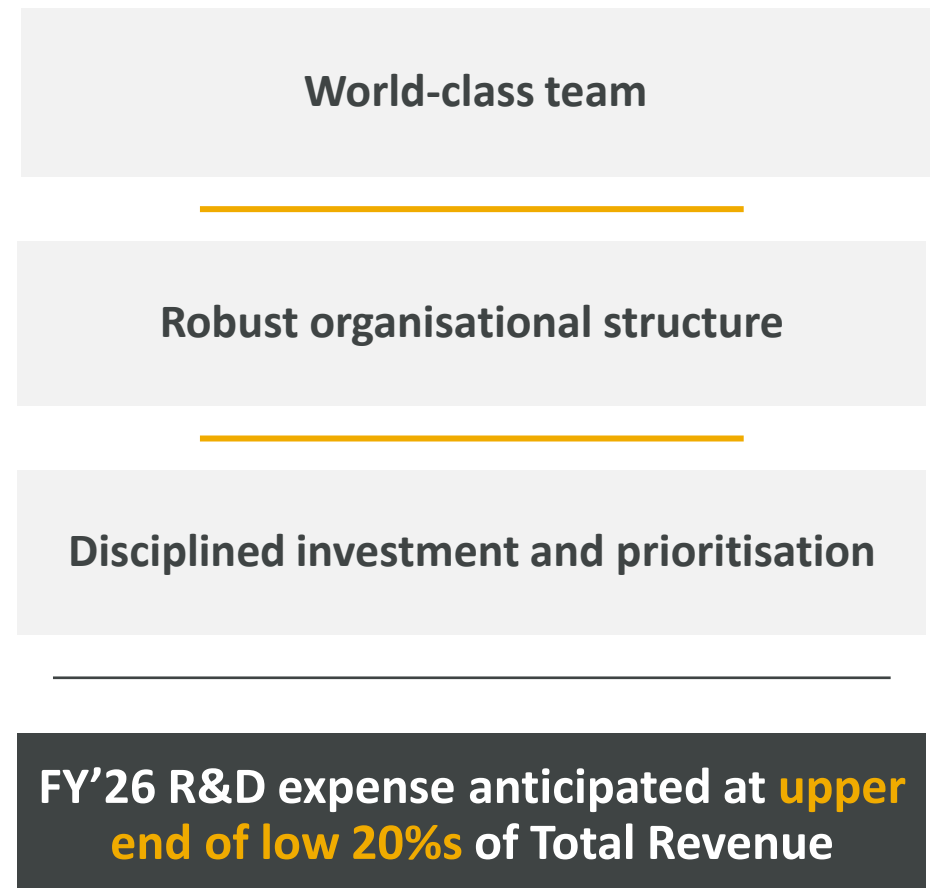 World-class team
Robust organisational structure
Disciplined investment and prioritisation
FY’26 R&D expense anticipated at upper
end of low 20%s of Total Revenue